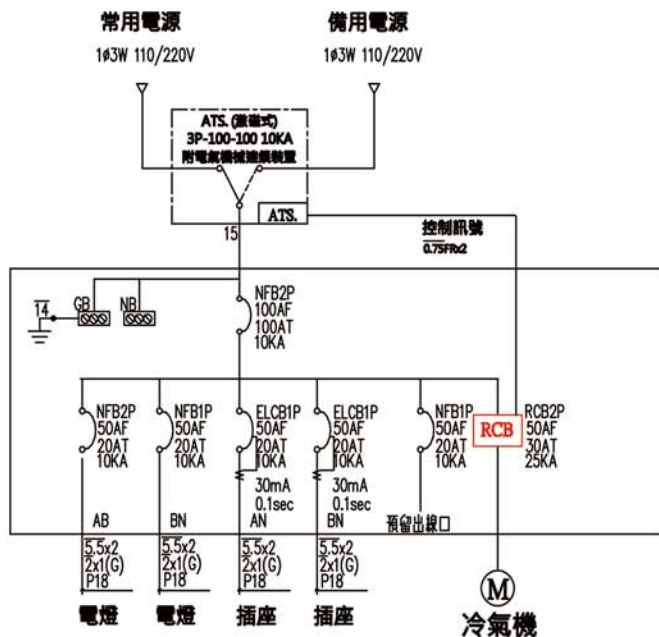 常用電源
1ϕ3W 110/220V
備用電源
1ϕ3W 110/220V
ATS.(激磁式)
3P-100-100 10KA
附電氣機械連鎖裝置
ATS.
15
控制訊號
0.75FRx2
14
GB
NB
NFB2P
100AF
100AT
10KA
NFB2P
50AF
20AT
10KA
NFB1P
50AF
20AT
10KA
ELCB1P
50AF
20AT
10KA
30mA
0.1sec
ELCB1P
50AF
20AT
10KA
30mA
0.1sec
NFB1P
50AF
20AT
10KA
RCB
RCB2P
50AF
30AT
25KA
AB
BN
AN
BN
預留出線口
5.5x2
2x1(G)
P18
5.5x2
2x1(G)
P18
5.5x2
2x1(G)
P18
5.5x2
2x1(G)
P18
M
電燈
電燈
插座
插座
冷氣機